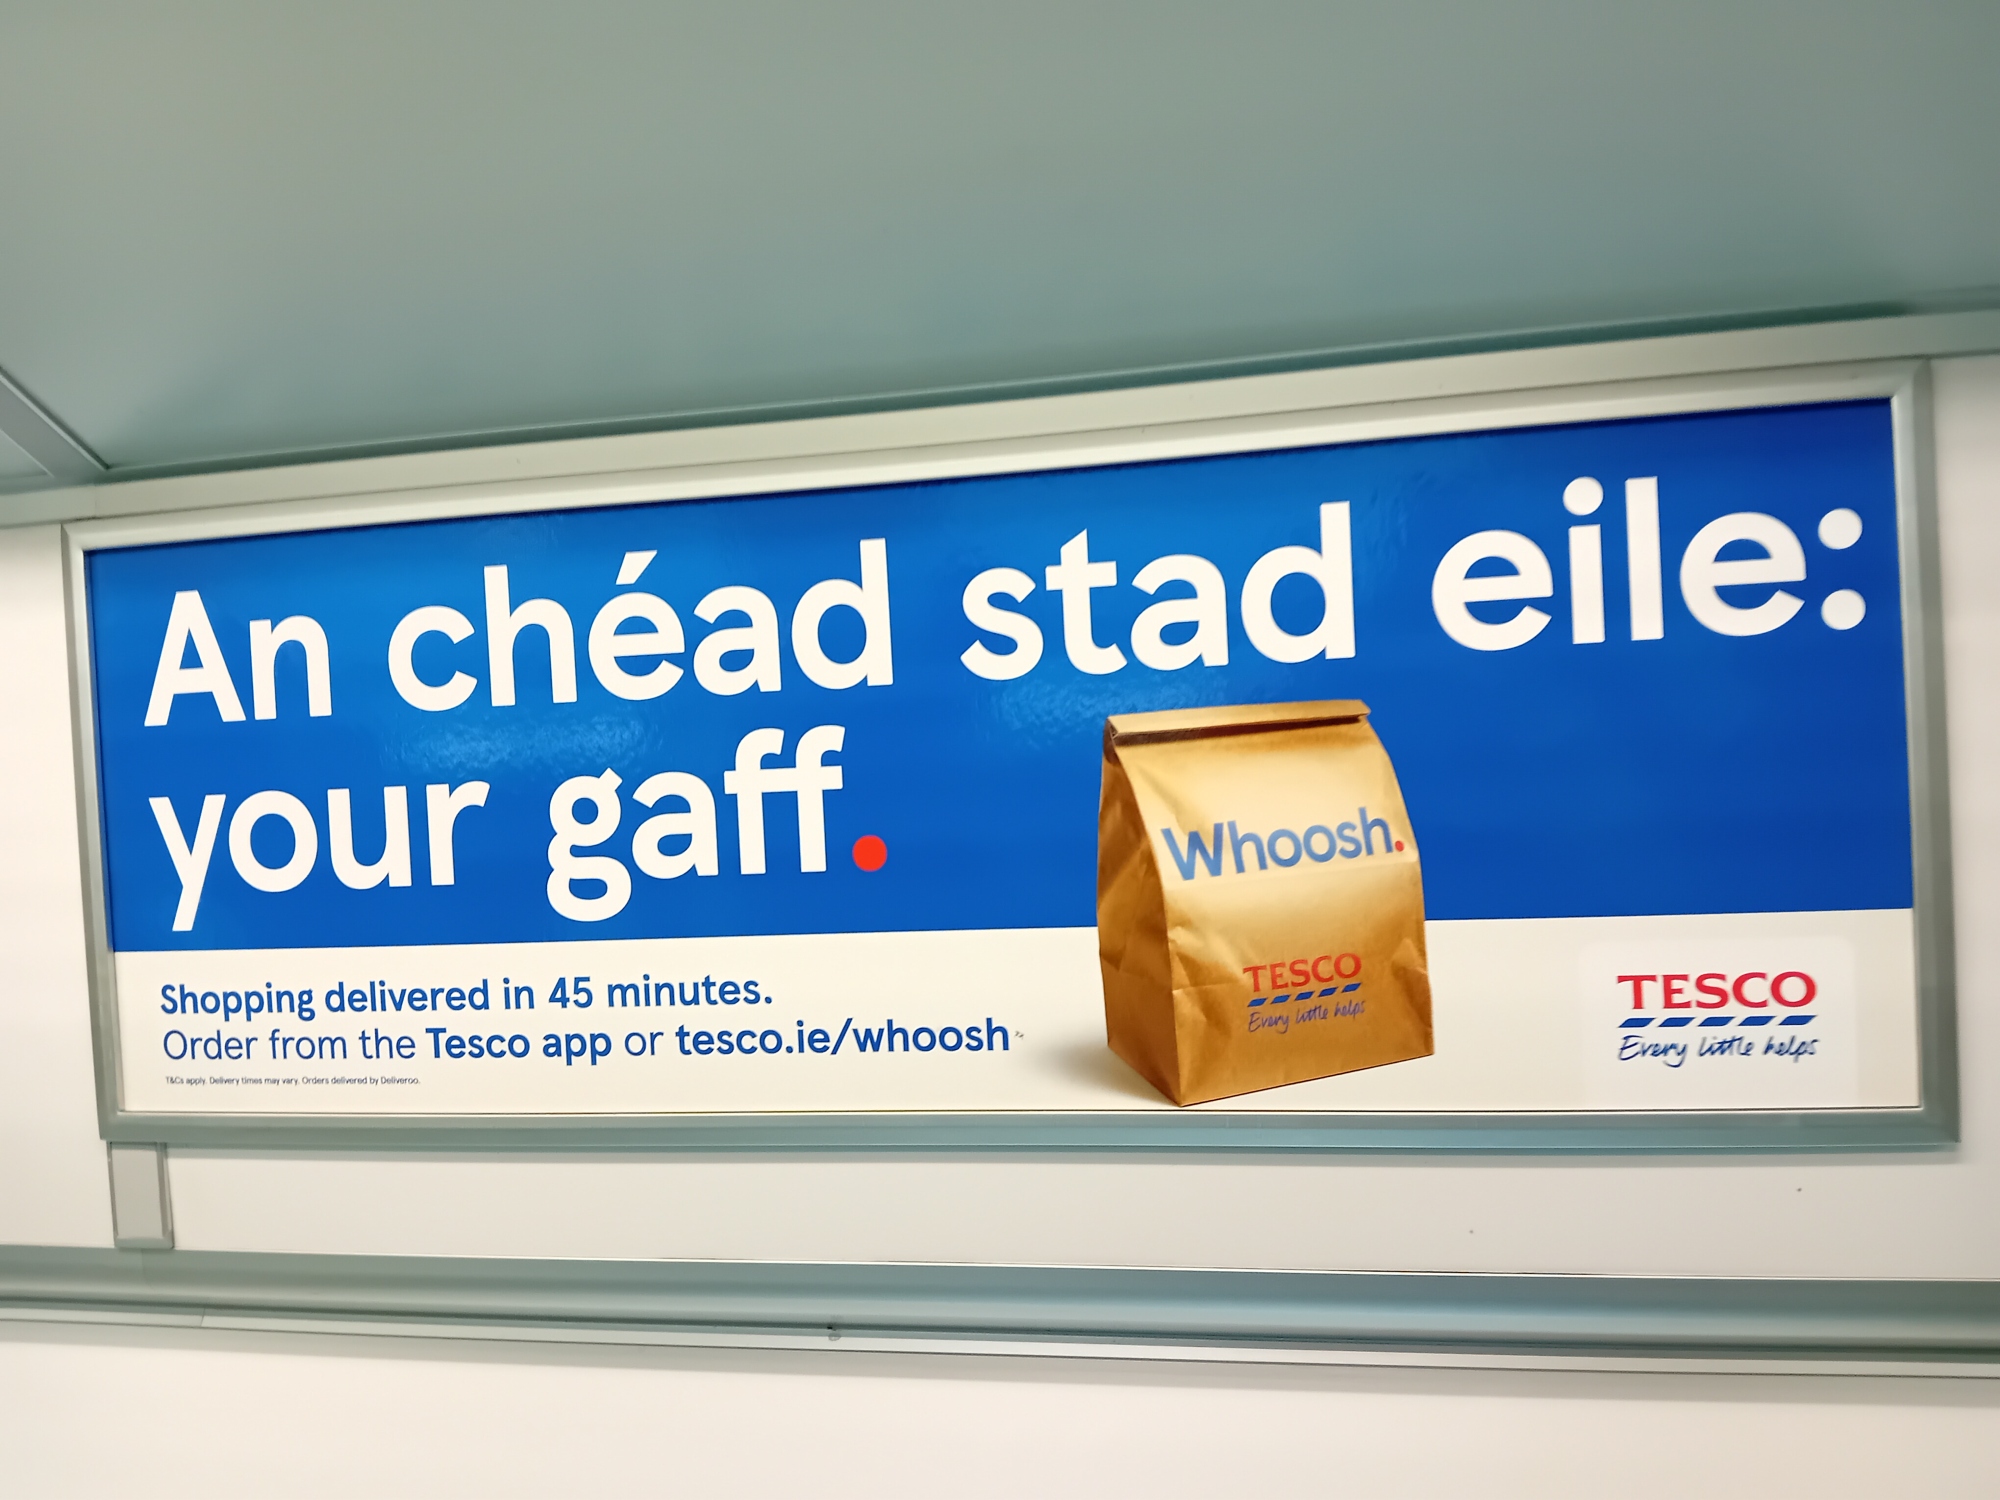 An chéad stad eile:
your gaff.
Shopping delivered in 45 minutes.
Order from the Tesco app or tesco.ie/whoosh
T&Cs apply. Delivery times may vary. Orders delivered by Deliveroo.
Whoosh.
TESCO
Every little helps
TESCO
Every little helps